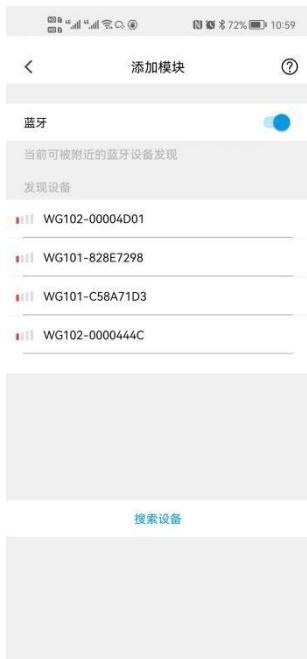 72% 10:59
添加模块
蓝牙
当前可被附近的蓝牙设备发现
发现设备
WG102-00004D01
WG101-828E7298
WG101-C58A71D3
WG102-0000444C
搜索设备